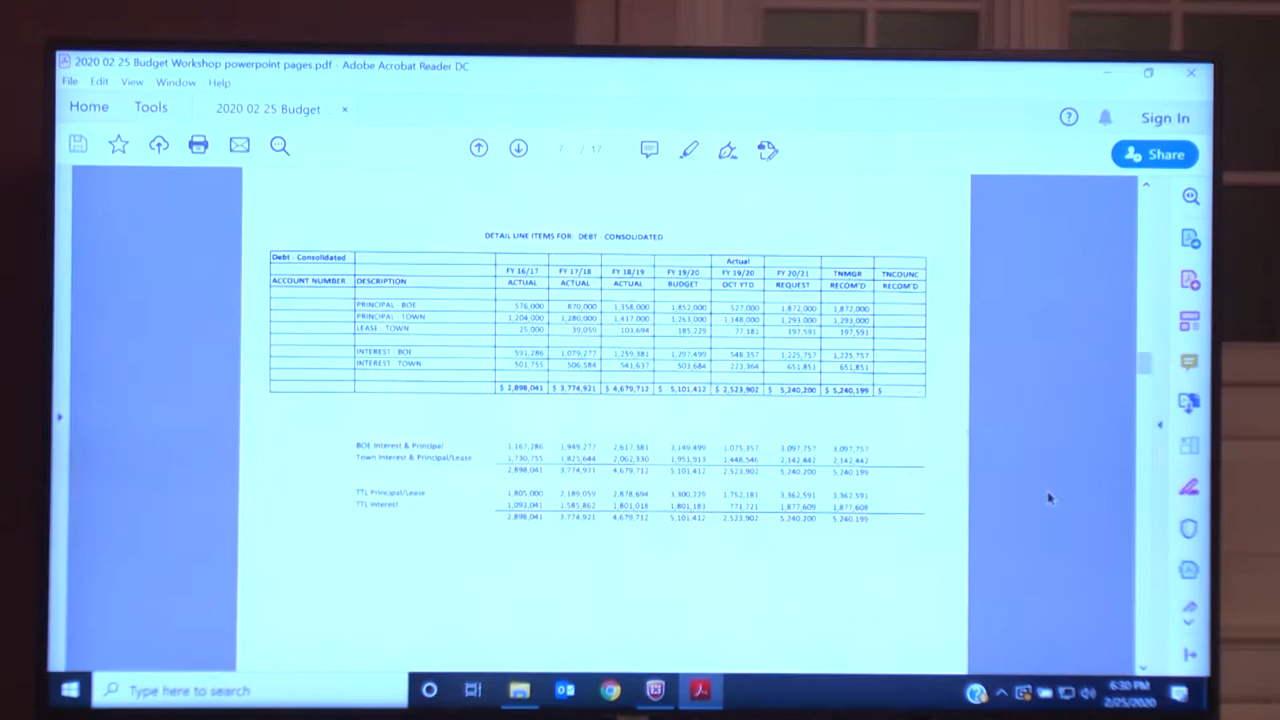 2020 02 25 Budget Workshop powerpoint pages.pdf - Adobe Acrobat Reader DC
File Edit View Window Help
Home Tools 2020 02 25 Budget ... ×
Sign In
7 / 17
Share
DETAIL LINE ITEMS FOR: DEBT - CONSOLIDATED
Debt - Consolidated Actual
FY 16/17 FY 17/18 FY 18/19 FY 19/20 FY 19/20 FY 20/21 TNMGR TNCOUNC
ACCOUNT NUMBER DESCRIPTION ACTUAL ACTUAL ACTUAL BUDGET OCT YTD REQUEST RECOM'D RECOM'D
PRINCIPAL - BOE 576,000 870,000 1,358,000 1,852,000 527,000 1,872,000 1,872,000
PRINCIPAL - TOWN 1,204,000 1,280,000 1,417,000 1,263,000 1,148,000 1,293,000 1,293,000
LEASE - TOWN 25,000 39,059 103,694 185,229 77,181 197,591 197,591
INTEREST - BOE 591,286 1,079,277 1,259,381 1,297,499 548,357 1,225,757 1,225,757
INTEREST - TOWN 501,755 506,584 541,637 503,684 223,364 651,851 651,851
$ 2,898,041 $ 3,774,921 $ 4,679,712 $ 5,101,412 $ 2,523,902 $ 5,240,200 $ 5,240,199 $ -
BOE Interest & Principal 1,167,286 1,949,277 2,617,381 3,149,499 1,075,357 3,097,757 3,097,757
Town Interest & Principal/Lease 1,730,755 1,825,644 2,062,330 1,951,913 1,448,546 2,142,442 2,142,442
2,898,041 3,774,921 4,679,712 5,101,412 2,523,902 5,240,200 5,240,199
TTL Principal/Lease 1,805,000 2,189,059 2,878,694 3,300,229 1,752,181 3,362,591 3,362,591
TTL Interest 1,093,041 1,585,862 1,801,018 1,801,183 771,721 1,877,609 1,877,608
2,898,041 3,774,921 4,679,712 5,101,412 2,523,902 5,240,200 5,240,199
Type here to search
6:30 PM
2/25/2020